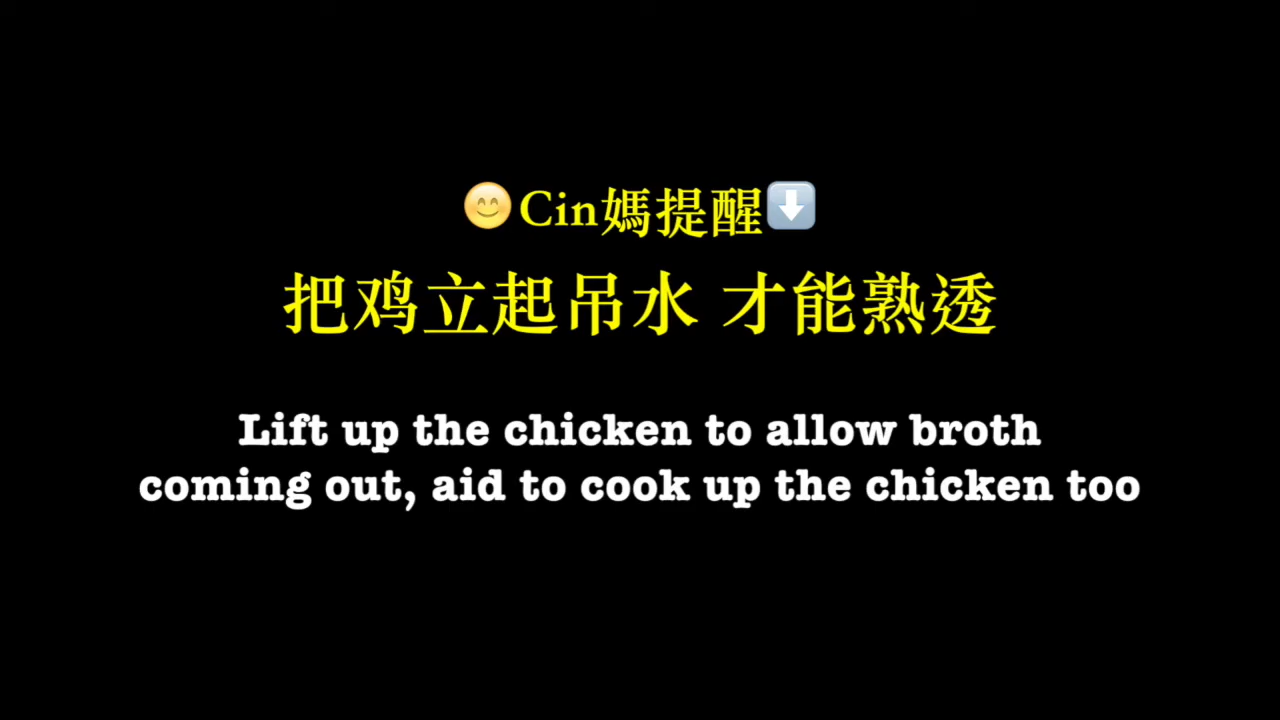 😊Cin媽提醒⬇️
把鸡立起吊水 才能熟透
Lift up the chicken to allow broth
coming out, aid to cook up the chicken too